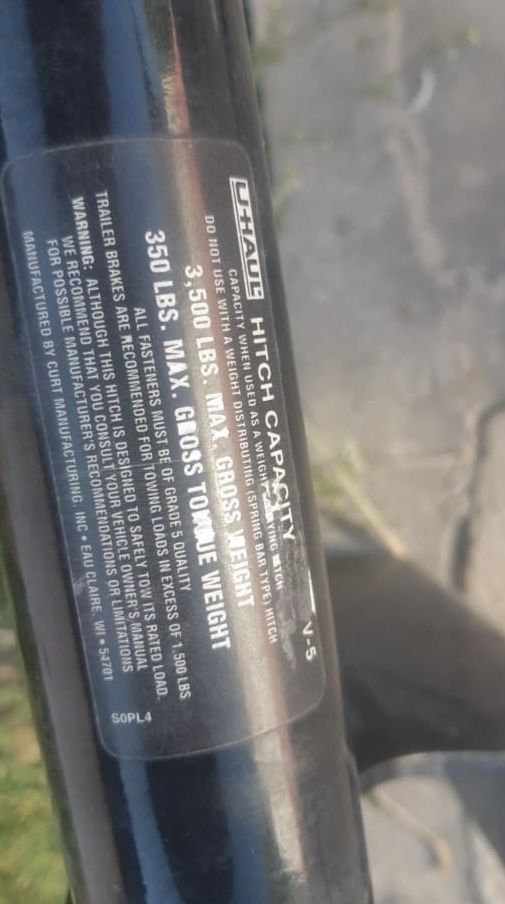 U-HAUL HITCH CAPACITY V-5
CAPACITY WHEN USED AS A WEIGHT CARRYING HITCH
DO NOT USE WITH A WEIGHT DISTRIBUTING (SPRING BAR TYPE) HITCH
3,500 LBS. MAX. GROSS WEIGHT
350 LBS. MAX. GROSS TONGUE WEIGHT
ALL FASTENERS MUST BE OF GRADE 5 QUALITY
TRAILER BRAKES ARE RECOMMENDED FOR TOWING LOADS IN EXCESS OF 1,500 LBS.
WARNING: ALTHOUGH THIS HITCH IS DESIGNED TO SAFELY TOW ITS RATED LOAD,
WE RECOMMEND THAT YOU CONSULT YOUR VEHICLE OWNER'S MANUAL
FOR POSSIBLE MANUFACTURER'S RECOMMENDATIONS OR LIMITATIONS
MANUFACTURED BY CURT MANUFACTURING, INC • EAU CLAIRE, WI • 54701
S0PL4